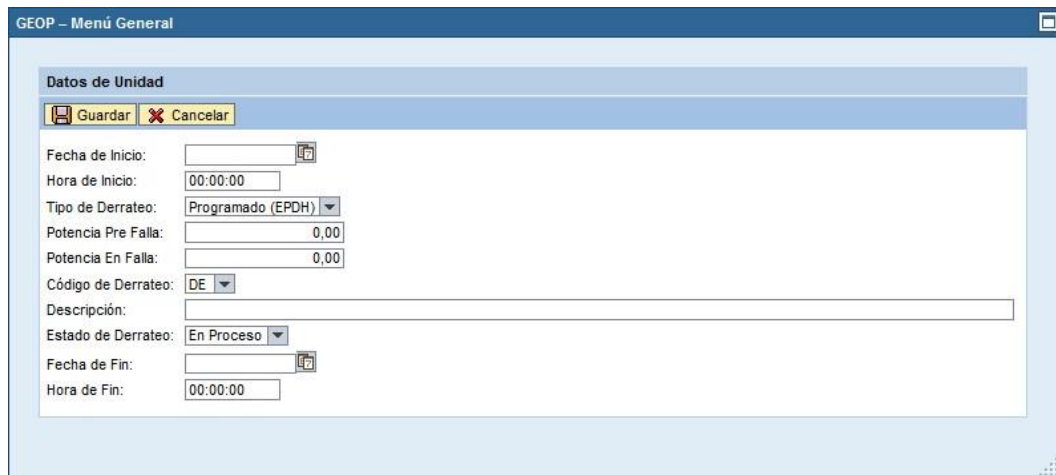 GEOP – Menú General
Datos de Unidad
Guardar Cancelar
Fecha de Inicio:
Hora de Inicio: 00:00:00
Tipo de Derrateo: Programado (EPDH)
Potencia Pre Falla: 0,00
Potencia En Falla: 0,00
Código de Derrateo: DE
Descripción:
Estado de Derrateo: En Proceso
Fecha de Fin:
Hora de Fin: 00:00:00